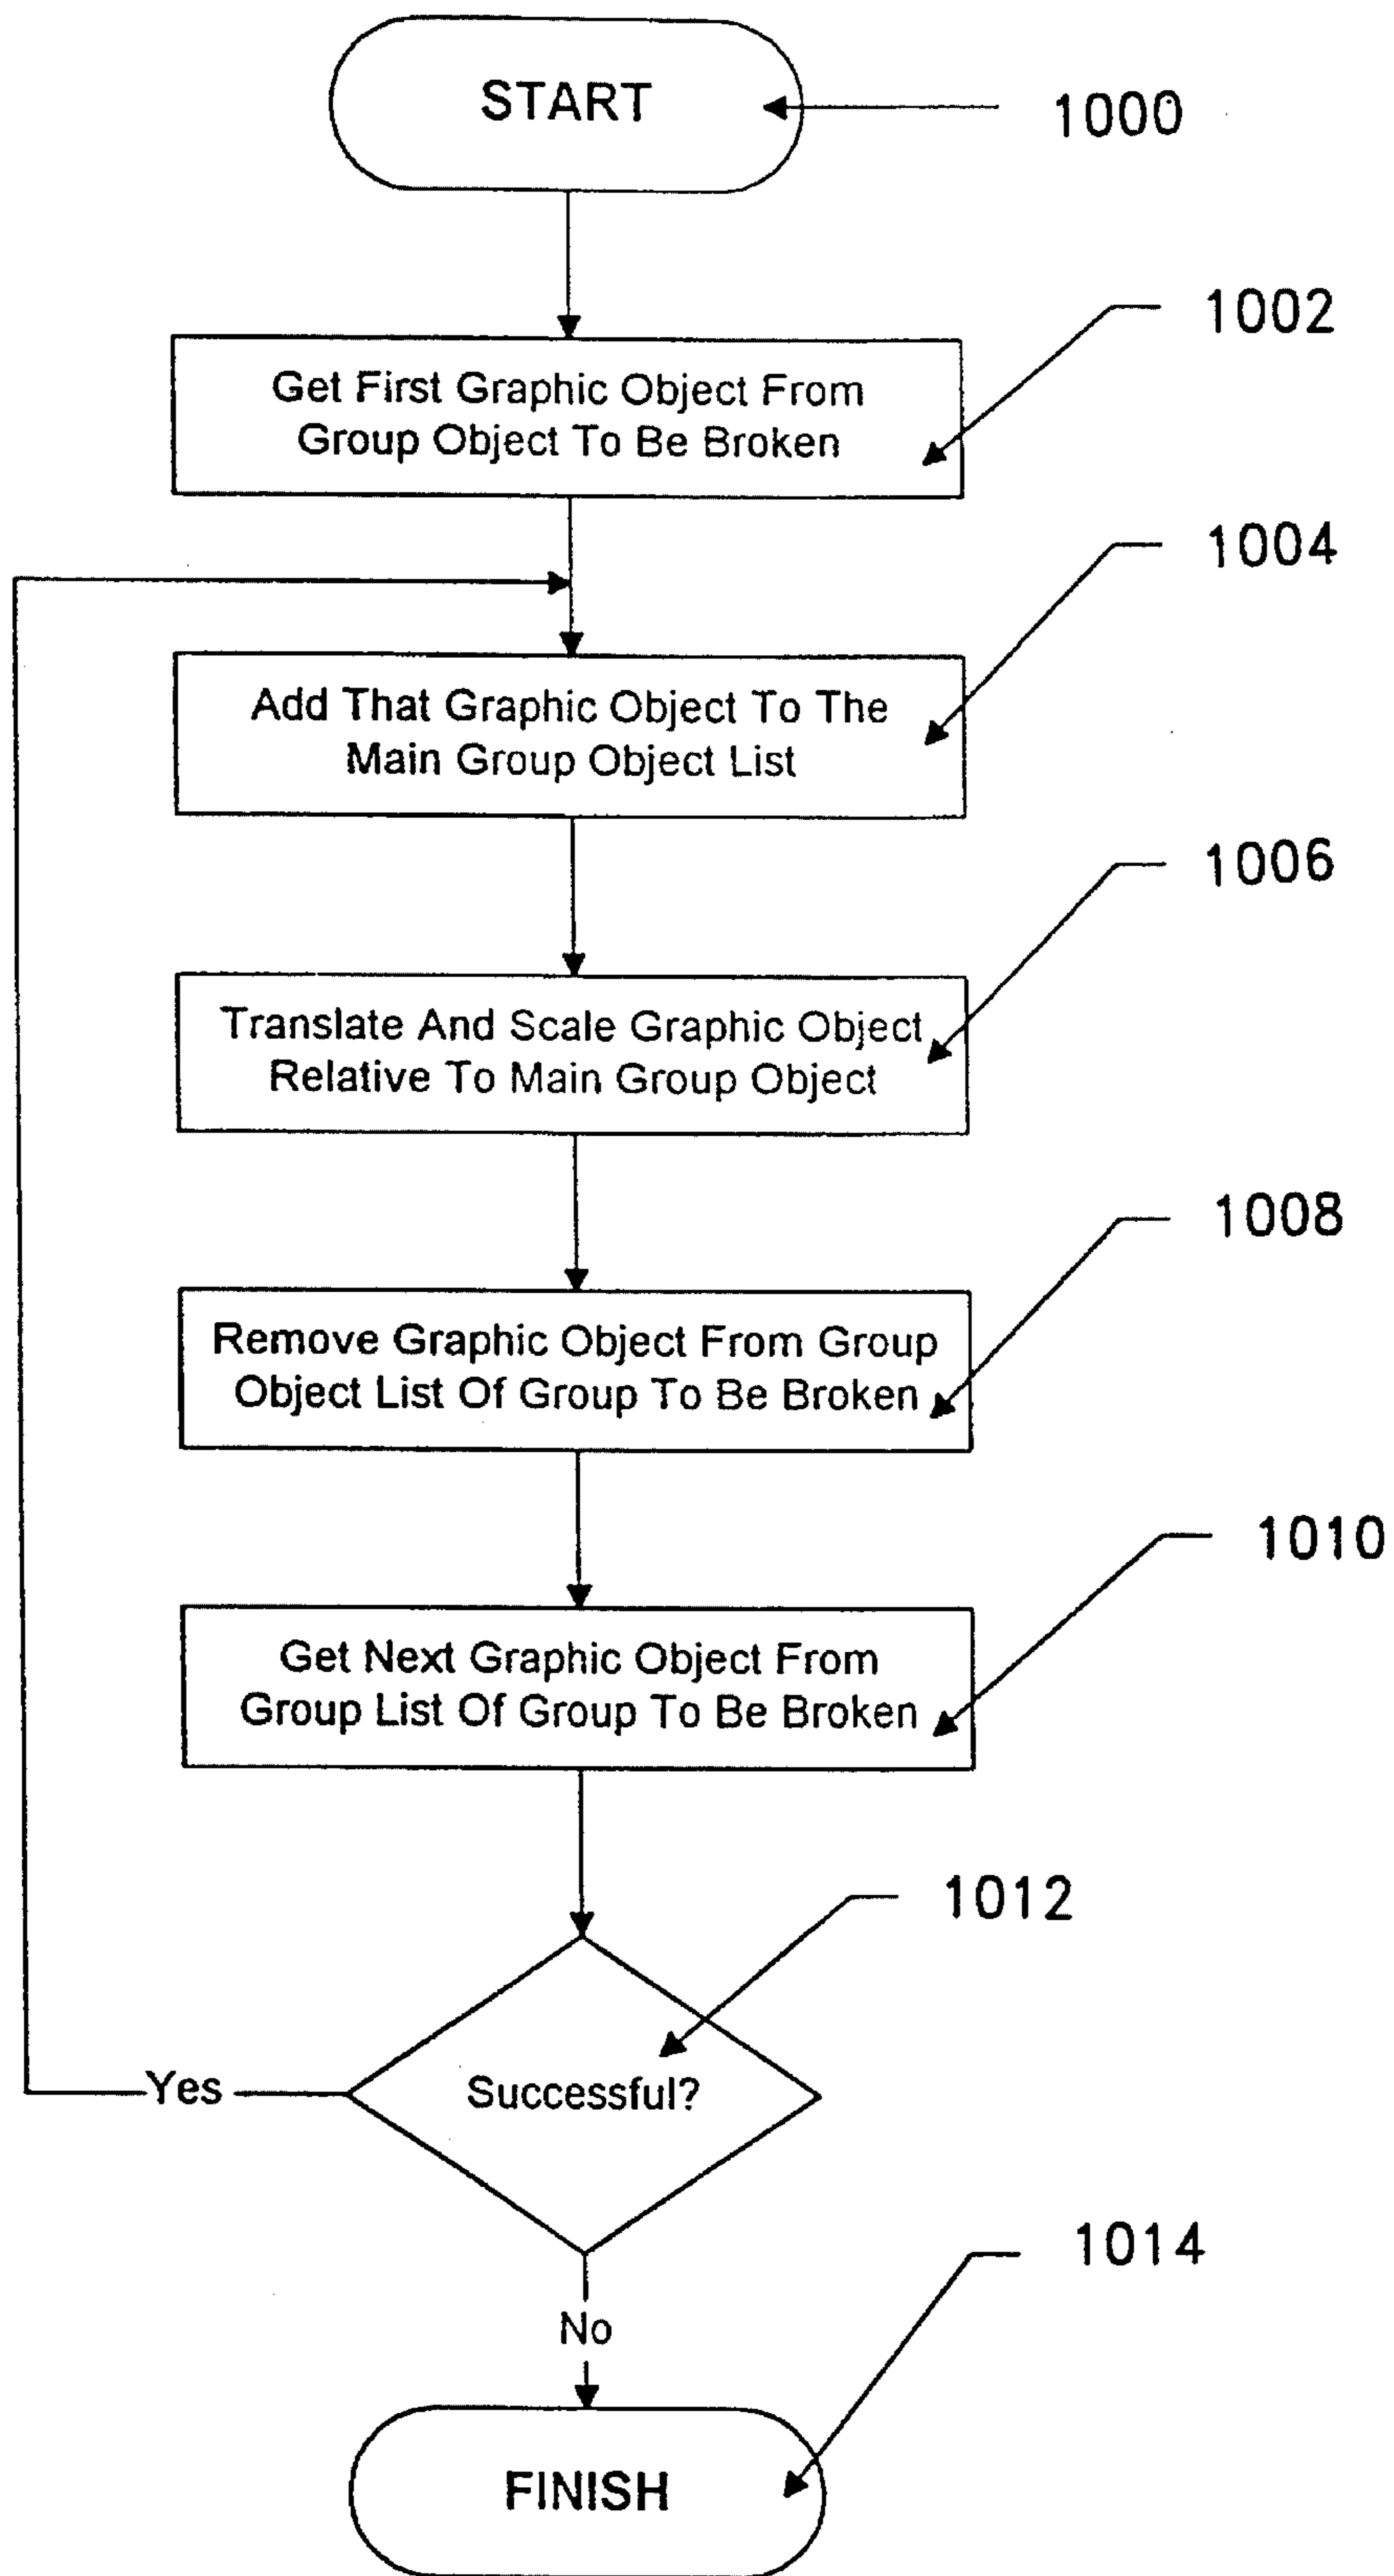 START
1000
1002
Get First Graphic Object From
Group Object To Be Broken
1004
Add That Graphic Object To The
Main Group Object List
1006
Translate And Scale Graphic Object
Relative To Main Group Object
1008
Remove Graphic Object From Group
Object List Of Group To Be Broken
1010
Get Next Graphic Object From
Group List Of Group To Be Broken
1012
Successful?
Yes
No
1014
FINISH